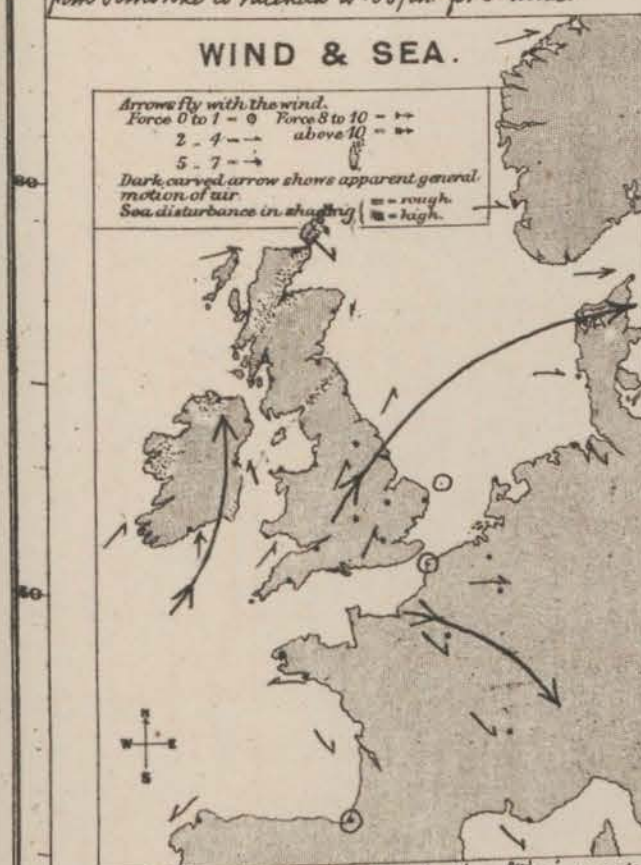 WIND & SEA.
Arrows fly with the wind.
Force 0 to 1 = Force 8 to 10 =
2 - 4 = above 10 =
5 - 7 =
Dark carved arrow shows apparent general
motion of air.
Sea disturbance in shading { = rough.
= high.
N
W E
S